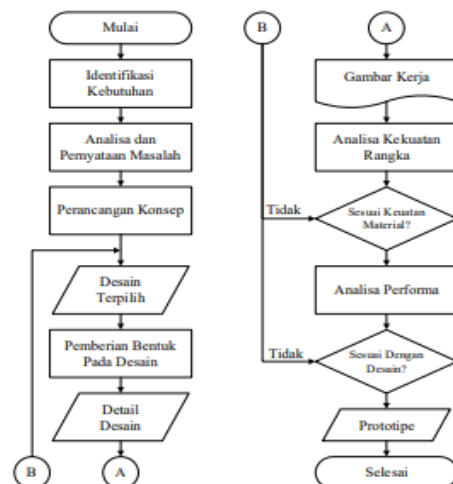 Mulai
Identifikasi
Kebutuhan
Analisa dan
Pernyataan Masalah
Perancangan Konsep
Desain
Terpilih
Pemberian Bentuk
Pada Desain
Detail
Desain
B
A
B
A
Gambar Kerja
Analisa Kekuatan
Rangka
Tidak
Sesuai Keuatan
Material?
Analisa Performa
Tidak
Sesuai Dengan
Desain?
Prototipe
Selesai